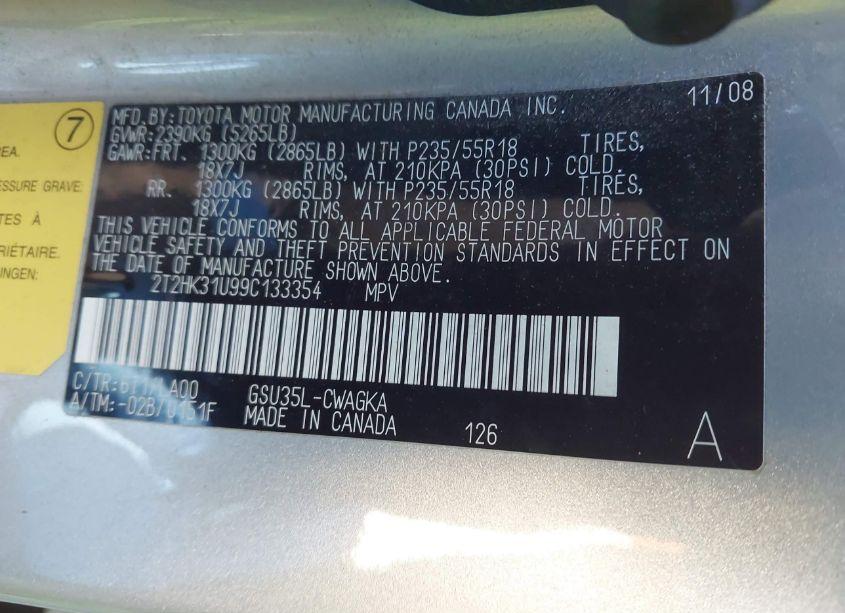 7
REA.
ESSURE GRAVE
TES À
RIÉTAIRE.
INGEN:
MFD.BY:TOYOTA MOTOR MANUFACTURING CANADA INC. 11/08
GVWR:2390KG (5265LB)
GAWR:FRT. 1300KG (2865LB) WITH P235/55R18 TIRES,
18X7J RIMS, AT 210KPA (30PSI) COLD.
RR. 1300KG (2865LB) WITH P235/55R18 TIRES,
18X7J RIMS, AT 210KPA (30PSI) COLD.
THIS VEHICLE CONFORMS TO ALL APPLICABLE FEDERAL MOTOR
VEHICLE SAFETY AND THEFT PREVENTION STANDARDS IN EFFECT ON
THE DATE OF MANUFACTURE SHOWN ABOVE.
2T2HK31U99C133354 MPV
C/TR: LA00 GSU35L-CWAGKA
A/TM:-02B/ MADE IN CANADA 126 A